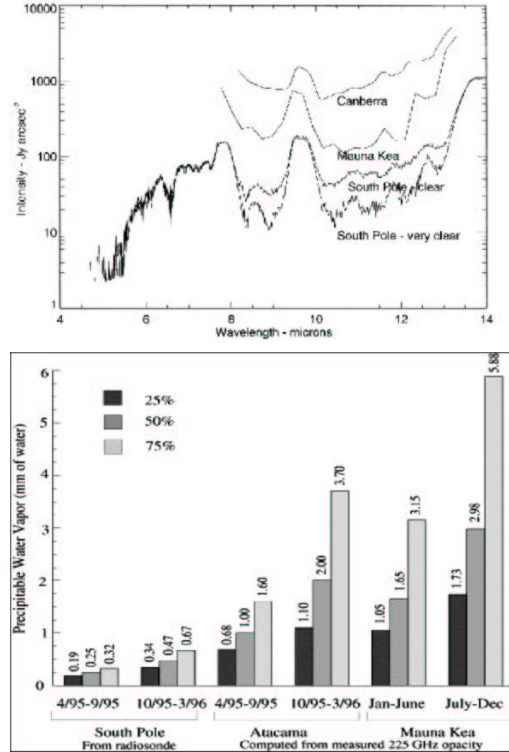 10000
1000
100
10
1
Intensity - Jy arcsec⁻²
Canberra
Mauna Kea
South Pole - clear
South Pole - very clear
4 6 8 10 12 14
Wavelength - microns
6
5
4
3
2
1
0
Precipitable Water Vapor (mm of water)
25%
50%
75%
0.19 0.25 0.32 0.34 0.47 0.67 0.68 1.00 1.60 1.10 2.00 3.70 1.05 1.65 3.15 1.73 2.98 5.88
4/95-9/95 10/95-3/96 4/95-9/95 10/95-3/96 Jan-June July-Dec
South Pole Atacama Mauna Kea
From radiosonde Computed from measured 225 GHz opacity